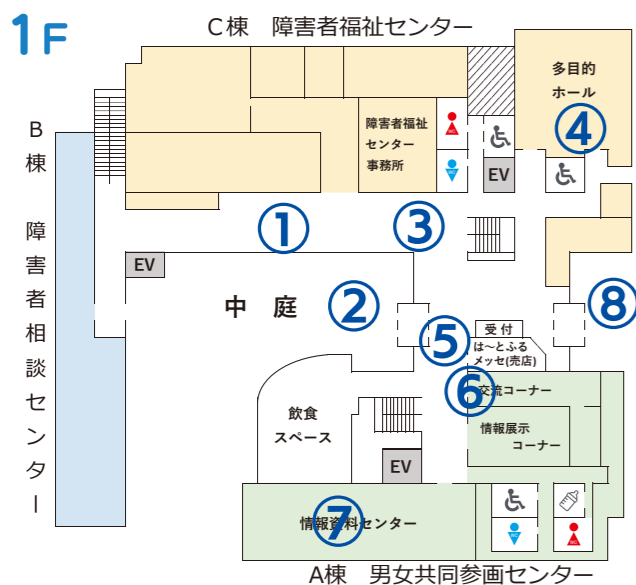 1F
C棟 障害者福祉センター
多目的
ホール
④
障害者福祉
センター
事務所
WC
WC
EV
B棟 障害者相談センター
①
③
EV
中庭
②
⑧
受付
⑤
は〜とふる
メッセ(売店)
⑥
交流コーナー
飲食
スペース
情報展示
コーナー
EV
⑦
情報資料センター
WC
WC
A棟 男女共同参画センター